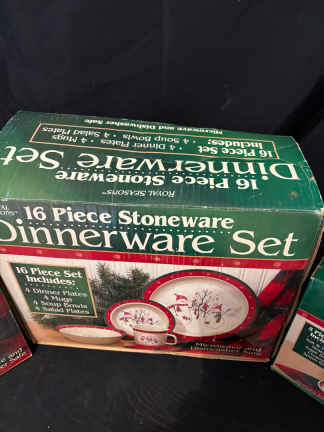 Microwave and Dishwasher Safe
• 4 Soup Bowls • 4 Salad Plates
• 4 Dinner Plates • 4 Mugs
Includes:
16 Piece Set
Dinnerware Set
16 Piece Stoneware
ROYAL SEASONS™
16 Piece Stoneware
Dinnerware Set
16 Piece Set
Includes:
4 Dinner Plates
4 Mugs
4 Soup Bowls
4 Salad Plates
Microwave and
Dishwasher Safe